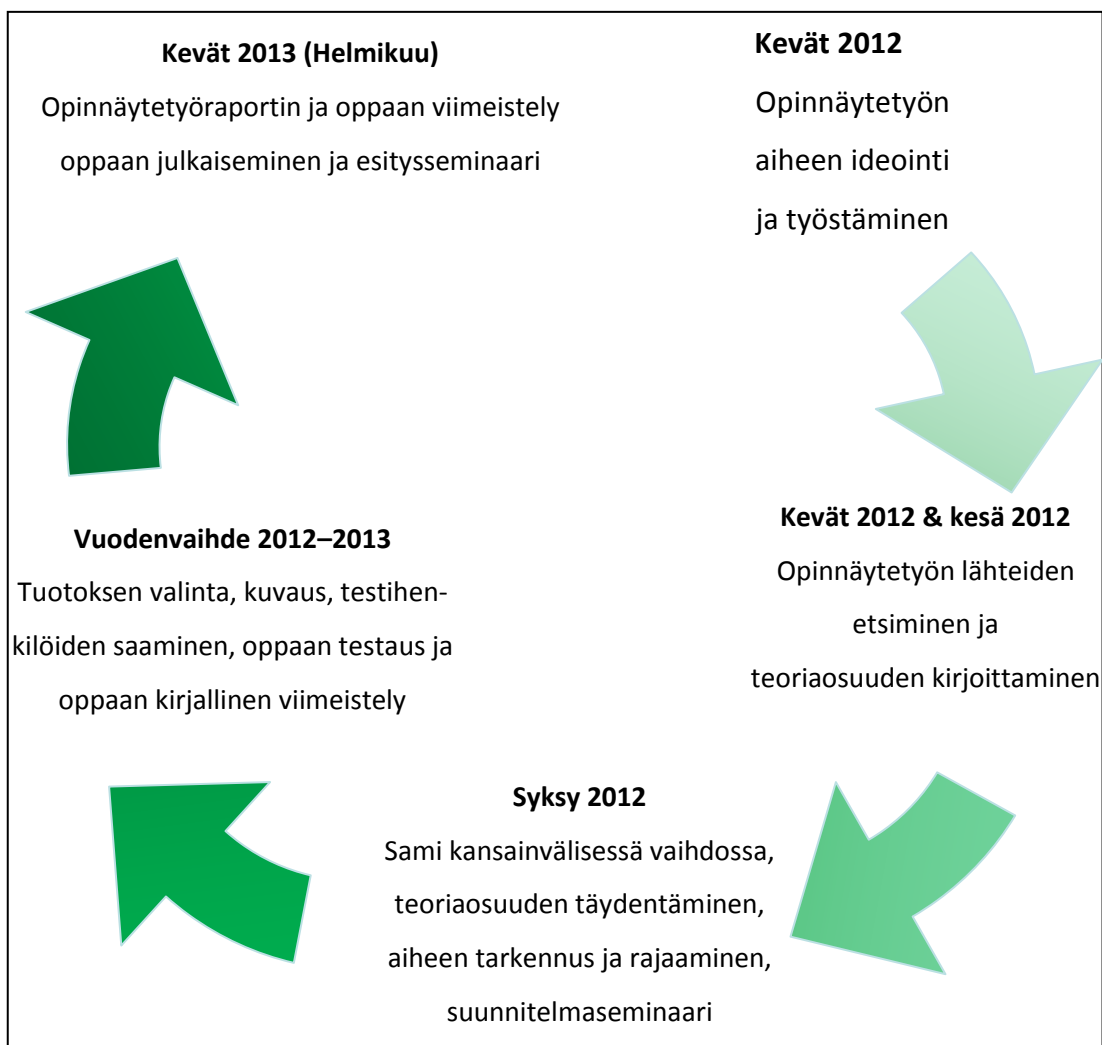 Kevät 2013 (Helmikuu)
Opinnäytetyöraportin ja oppaan viimeistely
oppaan julkaiseminen ja esitysseminaari
Kevät 2012
Opinnäytetyön
aiheen ideointi
ja työstäminen
Kevät 2012 & kesä 2012
Opinnäytetyön lähteiden
etsiminen ja
teoriaosuuden kirjoittaminen
Syksy 2012
Sami kansainvälisessä vaihdossa,
teoriaosuuden täydentäminen,
aiheen tarkennus ja rajaaminen,
suunnitelmaseminaari
Vuodenvaihde 2012–2013
Tuotoksen valinta, kuvaus, testihen-
kilöiden saaminen, oppaan testaus ja
oppaan kirjallinen viimeistely